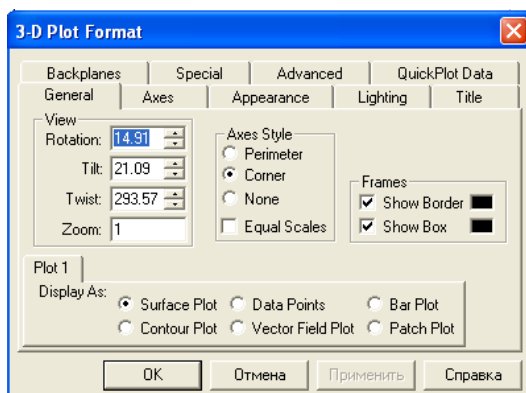 3-D Plot Format
Backplanes Special Advanced QuickPlot Data
General Axes Appearance Lighting Title
View
Rotation: 14.91
Tilt: 21.09
Twist: 293.57
Zoom: 1
Axes Style
Perimeter
Corner
None
Equal Scales
Frames
Show Border
Show Box
Plot 1
Display As:
Surface Plot Data Points Bar Plot
Contour Plot Vector Field Plot Patch Plot
OK Отмена Применить Справка